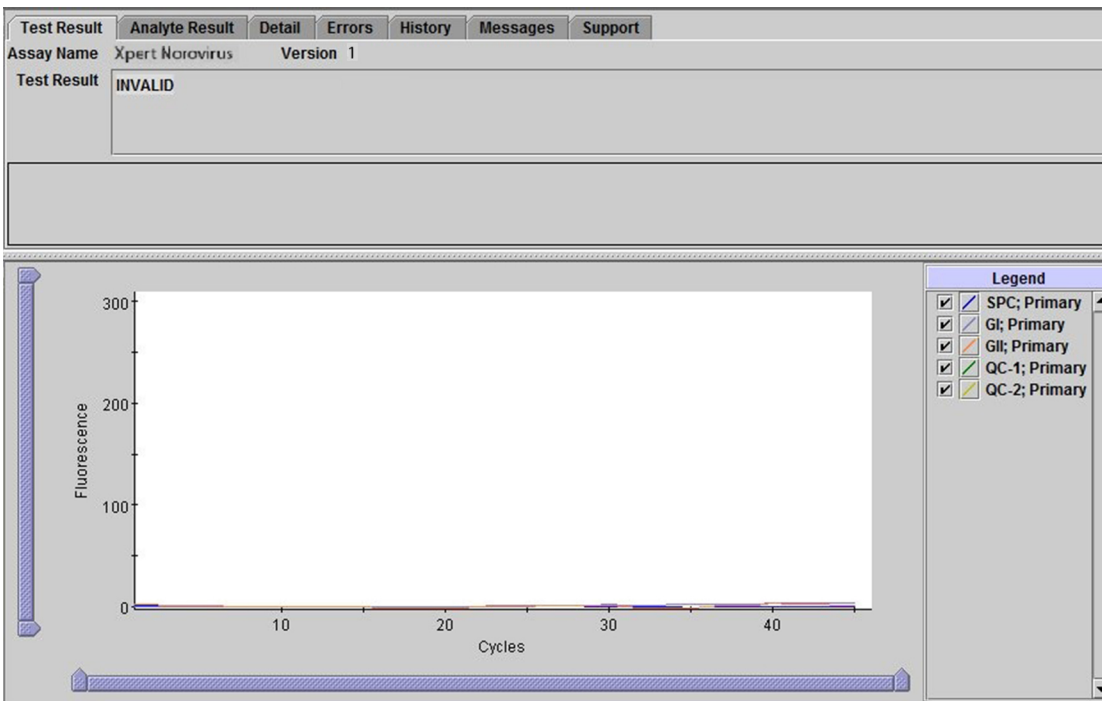 Test Result Analyte Result Detail Errors History Messages Support
Assay Name Xpert Norovirus Version 1
Test Result INVALID
Legend
SPC; Primary
GI; Primary
GII; Primary
QC-1; Primary
QC-2; Primary
300
200
100
0
Fluorescence
10 20 30 40
Cycles